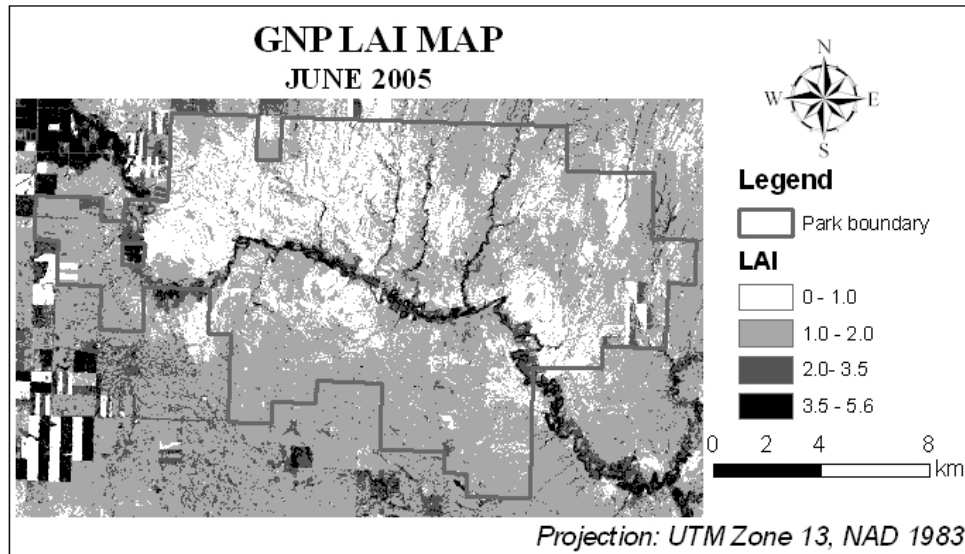 GNP LAI MAP
JUNE 2005
N
W E
S
Legend
Park boundary
LAI
0 - 1.0
1.0 - 2.0
2.0- 3.5
3.5 - 5.6
0 2 4 8
km
Projection: UTM Zone 13, NAD 1983